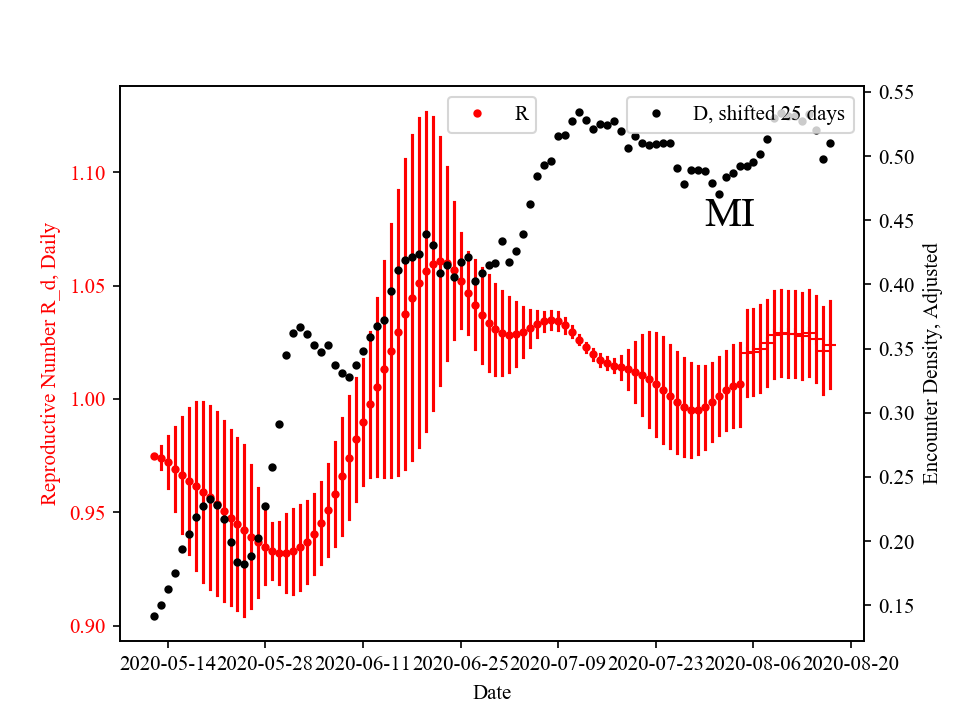 R
D, shifted 25 days
MI
Reproductive Number R_d, Daily
1.10
1.05
1.00
0.95
0.90
0.55
0.50
0.45
0.40
0.35
0.30
0.25
0.20
0.15
Encounter Density, Adjusted
2020-05-14 2020-05-28 2020-06-11 2020-06-25 2020-07-09 2020-07-23 2020-08-06 2020-08-20
Date